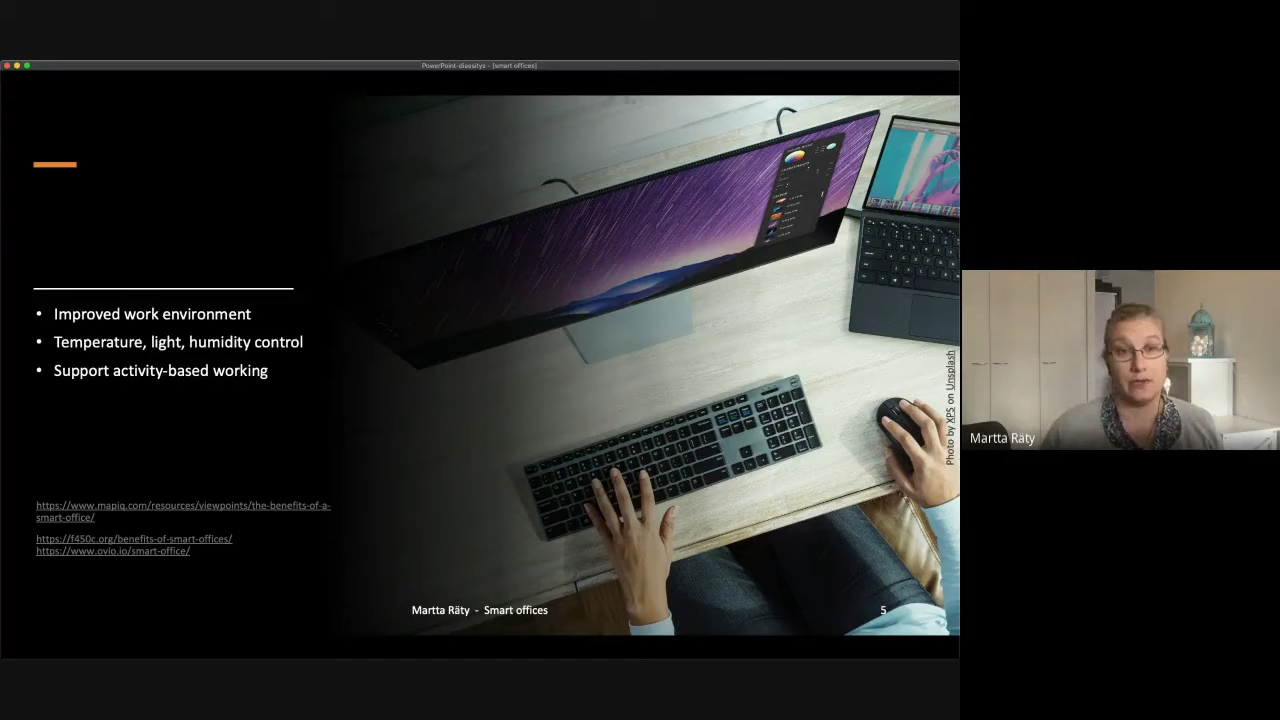 PowerPoint-diaesitys - [smart offices]
• Improved work environment
• Temperature, light, humidity control
• Support activity-based working
https://www.mapiq.com/resources/viewpoints/the-benefits-of-a-
smart-office/
https://f450c.org/benefits-of-smart-offices/
https://www.ovio.io/smart-office/
Photo by XPS on Unsplash
Martta Räty - Smart offices
5
Martta Räty